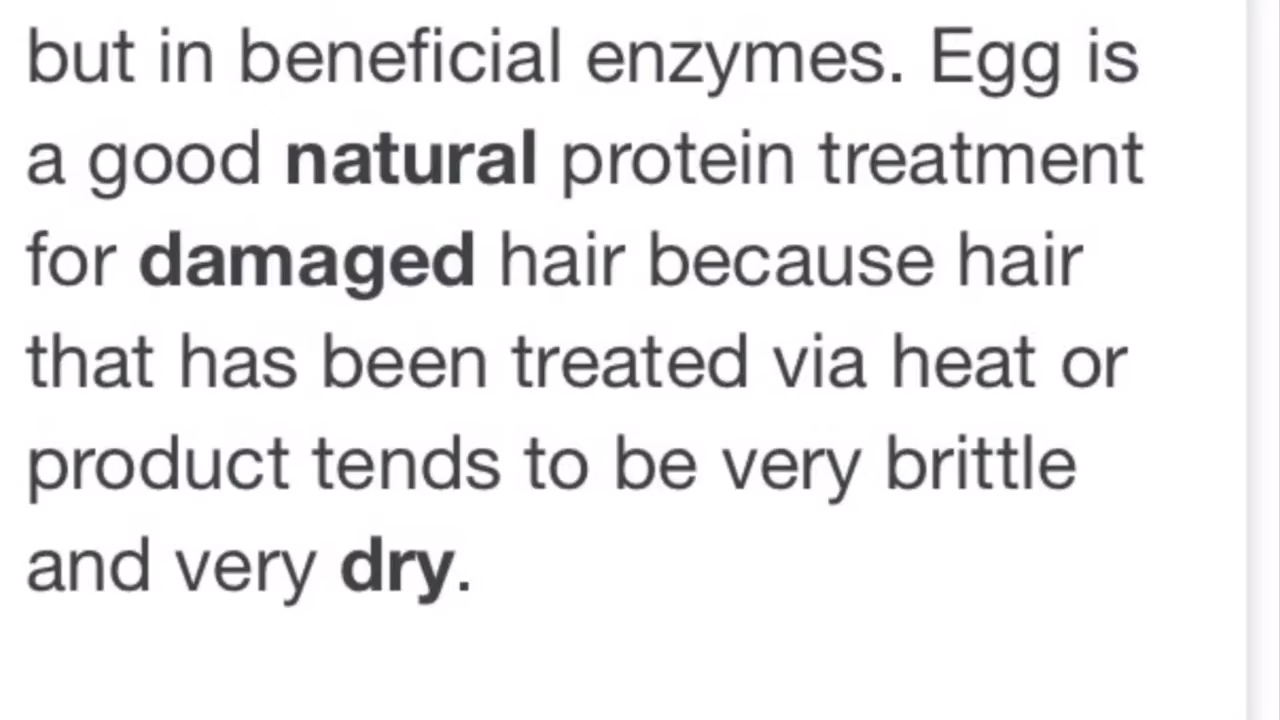 but in beneficial enzymes. Egg is
a good natural protein treatment
for damaged hair because hair
that has been treated via heat or
product tends to be very brittle
and very dry.